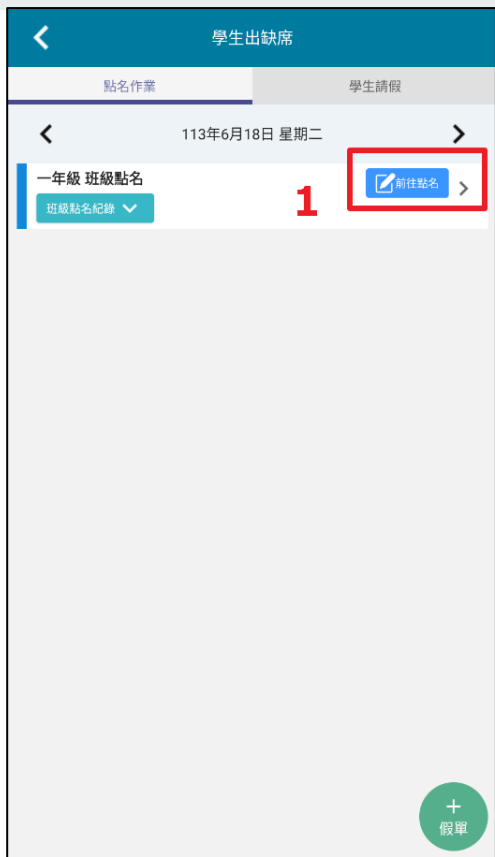 學生出缺席
點名作業
學生請假
113年6月18日 星期二
一年級 班級點名
前往點名
班級點名紀錄
1
+
假單